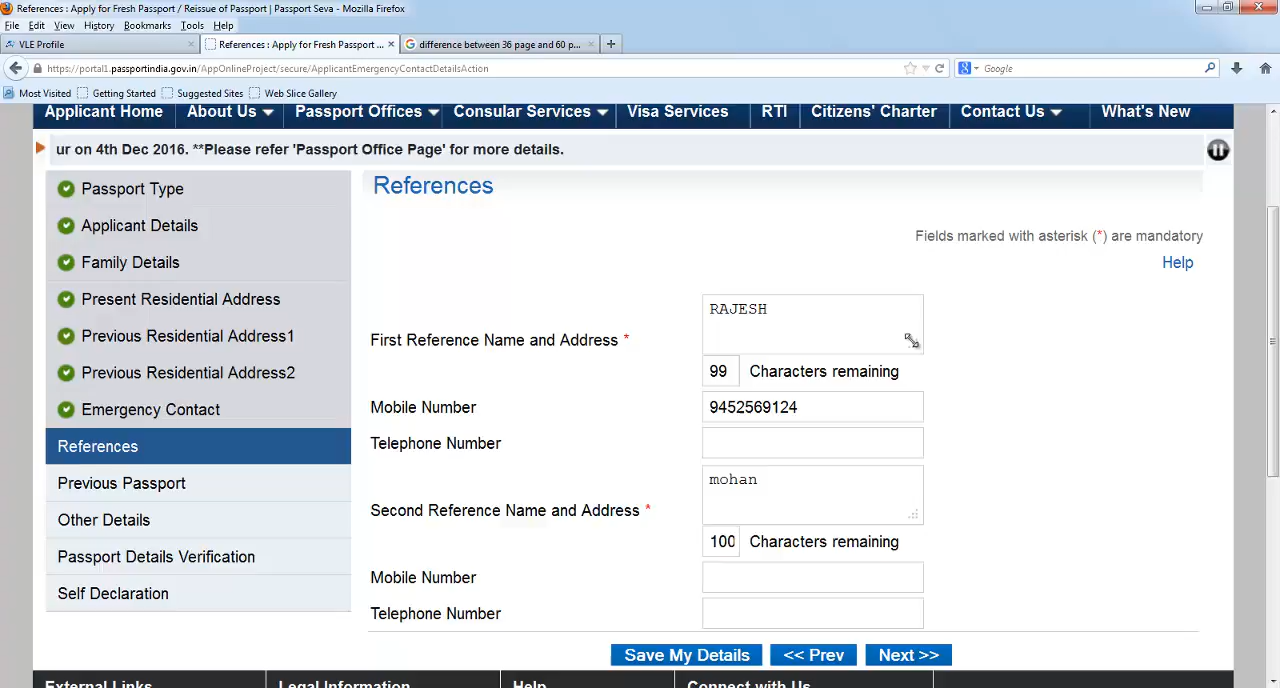 References : Apply for Fresh Passport / Reissue of Passport | Passport Seva - Mozilla Firefox
File Edit View History Bookmarks Tools Help
VLE Profile
References : Apply for Fresh Passport ...
difference between 36 page and 60 p...
https://portal1.passportindia.gov.in/AppOnlineProject/secure/ApplicantEmergencyContactDetailsAction
Google
Most Visited Getting Started Suggested Sites Web Slice Gallery
Applicant Home About Us Passport Offices Consular Services Visa Services RTI Citizens' Charter Contact Us What's New
ur on 4th Dec 2016. **Please refer 'Passport Office Page' for more details.
Passport Type
Applicant Details
Family Details
Present Residential Address
Previous Residential Address1
Previous Residential Address2
Emergency Contact
References
Previous Passport
Other Details
Passport Details Verification
Self Declaration
References
Fields marked with asterisk (*) are mandatory
Help
First Reference Name and Address *
RAJESH
99 Characters remaining
Mobile Number
9452569124
Telephone Number
Second Reference Name and Address *
mohan
100 Characters remaining
Mobile Number
Telephone Number
Save My Details << Prev Next >>
External Links Legal Information Help Connect with Us